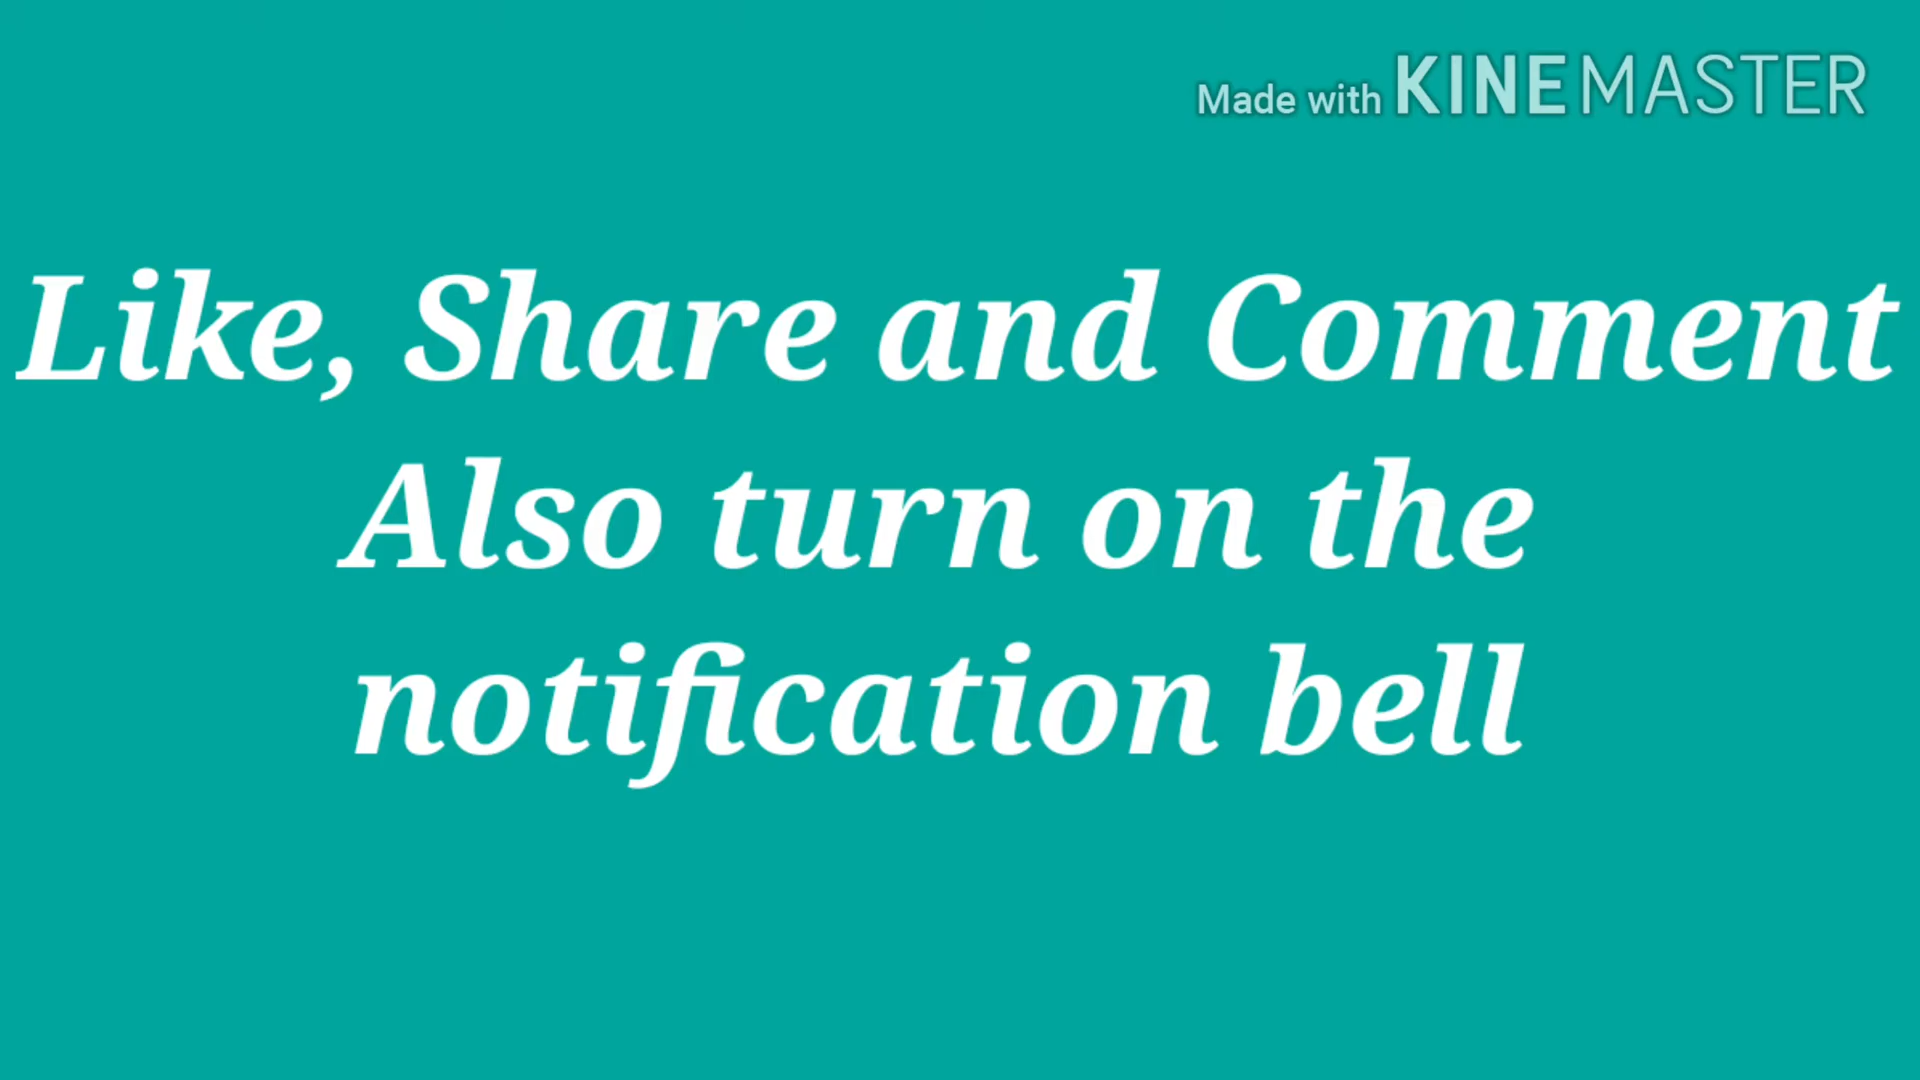 Made with KINEMASTER
Like, Share and Comment
Also turn on the
notification bell